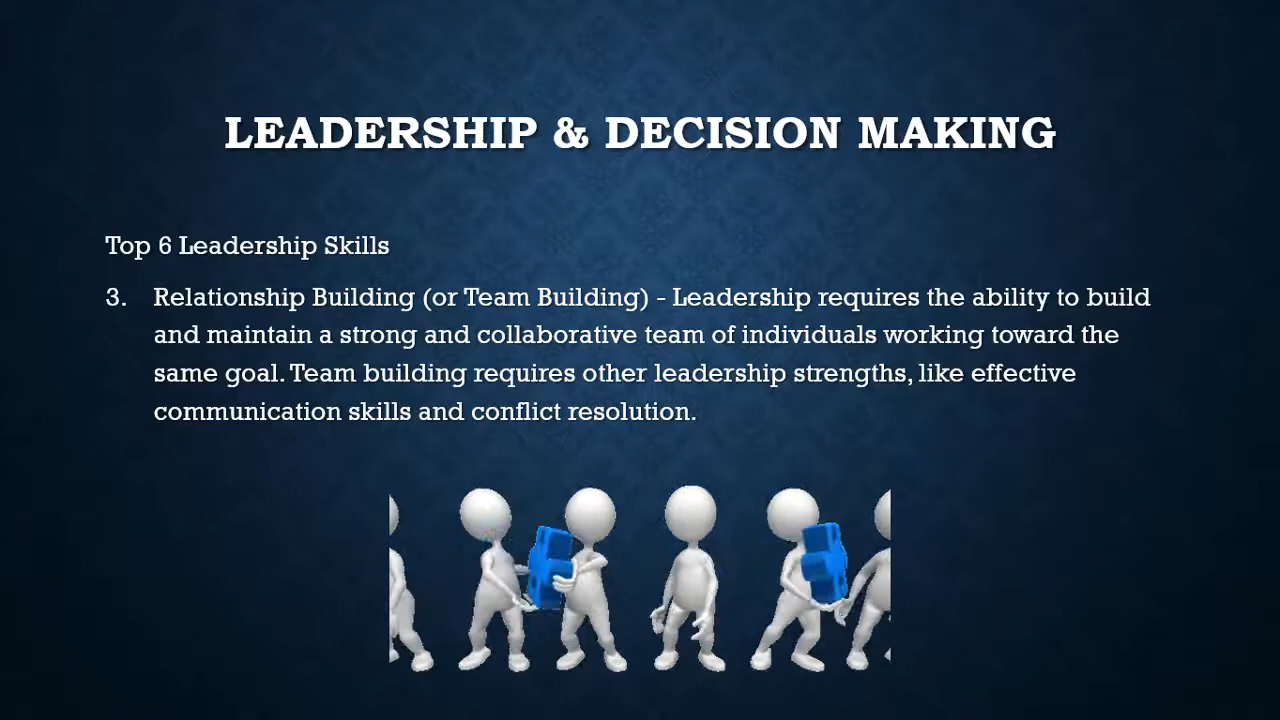 LEADERSHIP & DECISION MAKING
Top 6 Leadership Skills
3. Relationship Building (or Team Building) - Leadership requires the ability to build
and maintain a strong and collaborative team of individuals working toward the
same goal. Team building requires other leadership strengths, like effective
communication skills and conflict resolution.